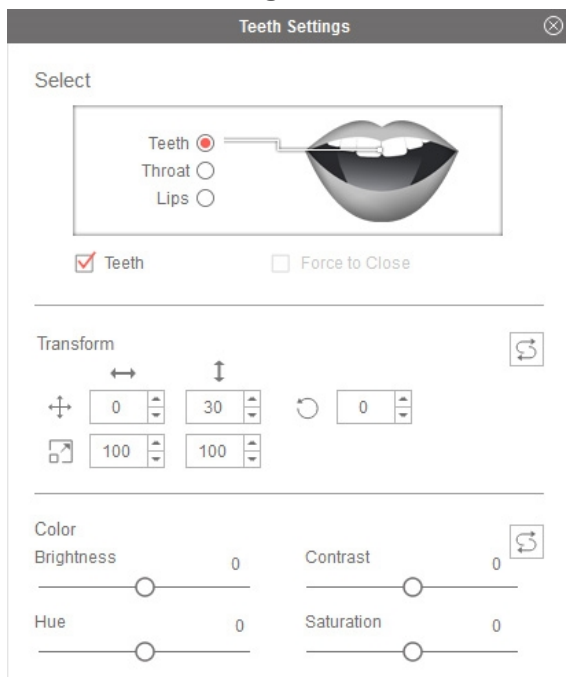 Teeth Settings
Select
Teeth
Throat
Lips
Teeth Force to Close
Transform
0 30 0
100 100
Color
Brightness 0 Contrast 0
Hue 0 Saturation 0